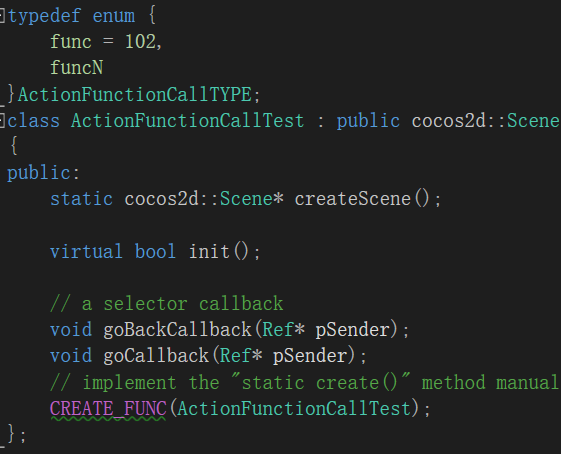 typedef enum {
func = 102,
funcN
}ActionFunctionCallTYPE;
class ActionFunctionCallTest : public cocos2d::Scene
{
public:
static cocos2d::Scene* createScene();
virtual bool init();
// a selector callback
void goBackCallback(Ref* pSender);
void goCallback(Ref* pSender);
// implement the "static create()" method manual
CREATE_FUNC(ActionFunctionCallTest);
};